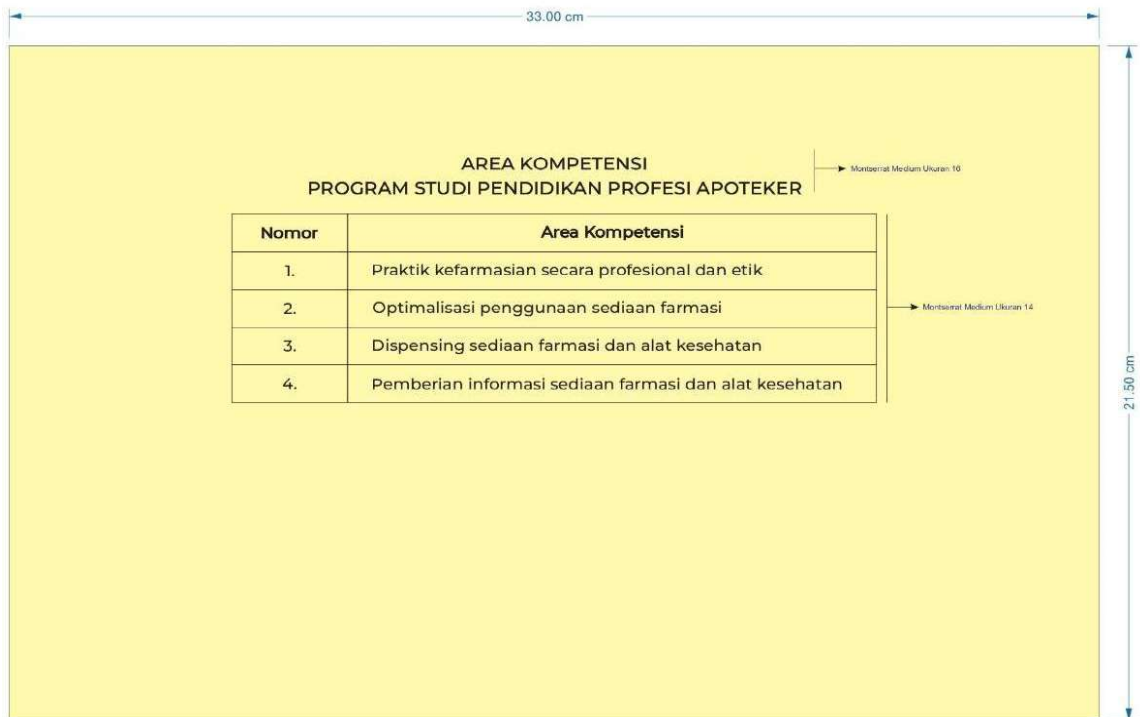 33.00 cm
AREA KOMPETENSI
PROGRAM STUDI PENDIDIKAN PROFESI APOTEKER
Montserrat Medium Ukuran 16
Nomor Area Kompetensi
1. Praktik kefarmasian secara profesional dan etik
2. Optimalisasi penggunaan sediaan farmasi
3. Dispensing sediaan farmasi dan alat kesehatan
4. Pemberian informasi sediaan farmasi dan alat kesehatan
Montserrat Medium Ukuran 14
21.50 cm